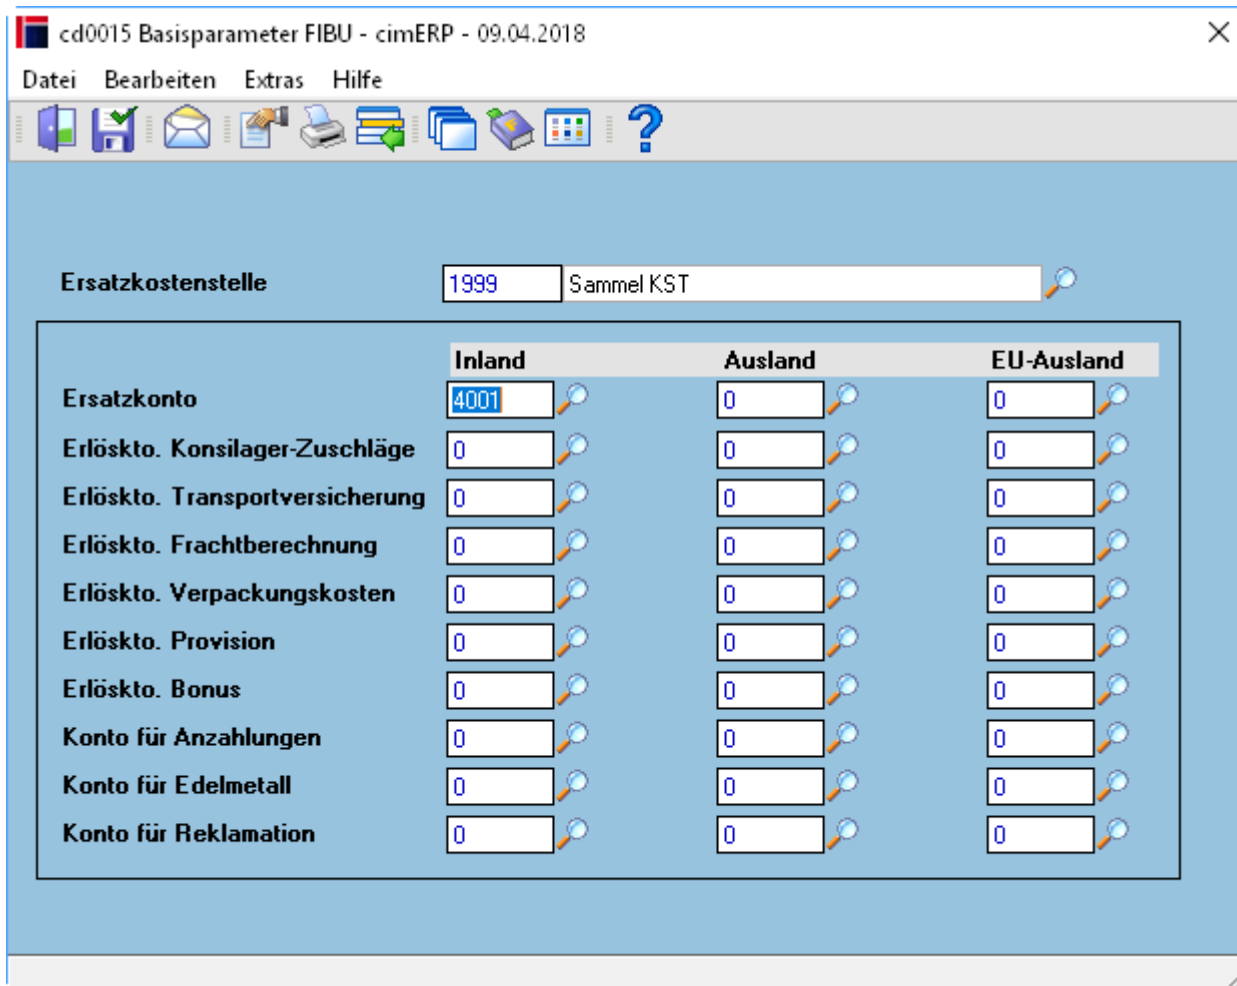 cd0015 Basisparameter FIBU - cimERP - 09.04.2018
Datei Bearbeiten Extras Hilfe
Ersatzkostenstelle 1999 Sammel KST
Inland Ausland EU-Ausland
Ersatzkonto 4001 0 0
Erlöskto. Konsilager-Zuschläge 0 0 0
Erlöskto. Transportversicherung 0 0 0
Erlöskto. Frachtberechnung 0 0 0
Erlöskto. Verpackungskosten 0 0 0
Erlöskto. Provision 0 0 0
Erlöskto. Bonus 0 0 0
Konto für Anzahlungen 0 0 0
Konto für Edelmetall 0 0 0
Konto für Reklamation 0 0 0